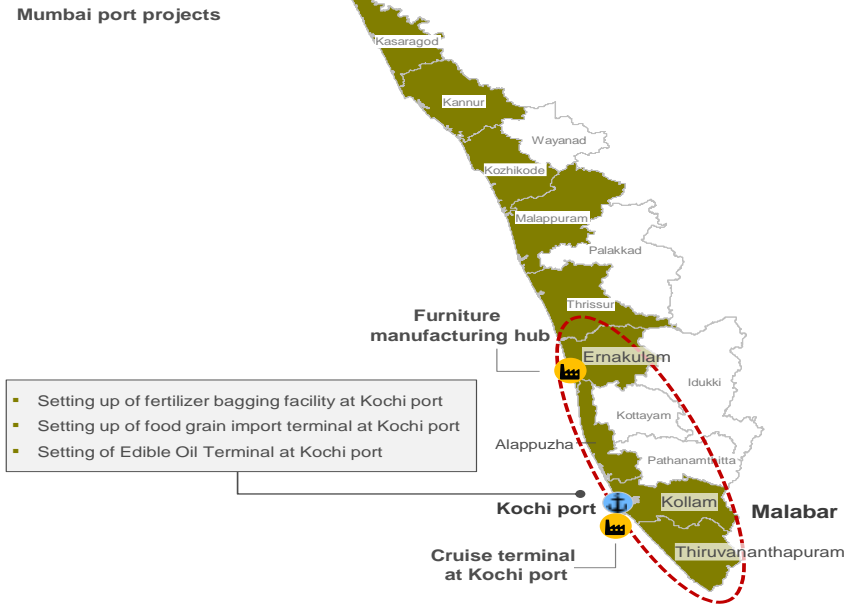 Mumbai port projects
Kasaragod
Kannur
Wayanad
Kozhikode
Malappuram
Palakkad
Thrissur
Furniture
manufacturing hub
Ernakulam
Idukki
▪ Setting up of fertilizer bagging facility at Kochi port
▪ Setting up of food grain import terminal at Kochi port
▪ Setting of Edible Oil Terminal at Kochi port
Kottayam
Alappuzha
Pathanamthitta
Kochi port
Kollam
Malabar
Cruise terminal
at Kochi port
Thiruvananthapuram